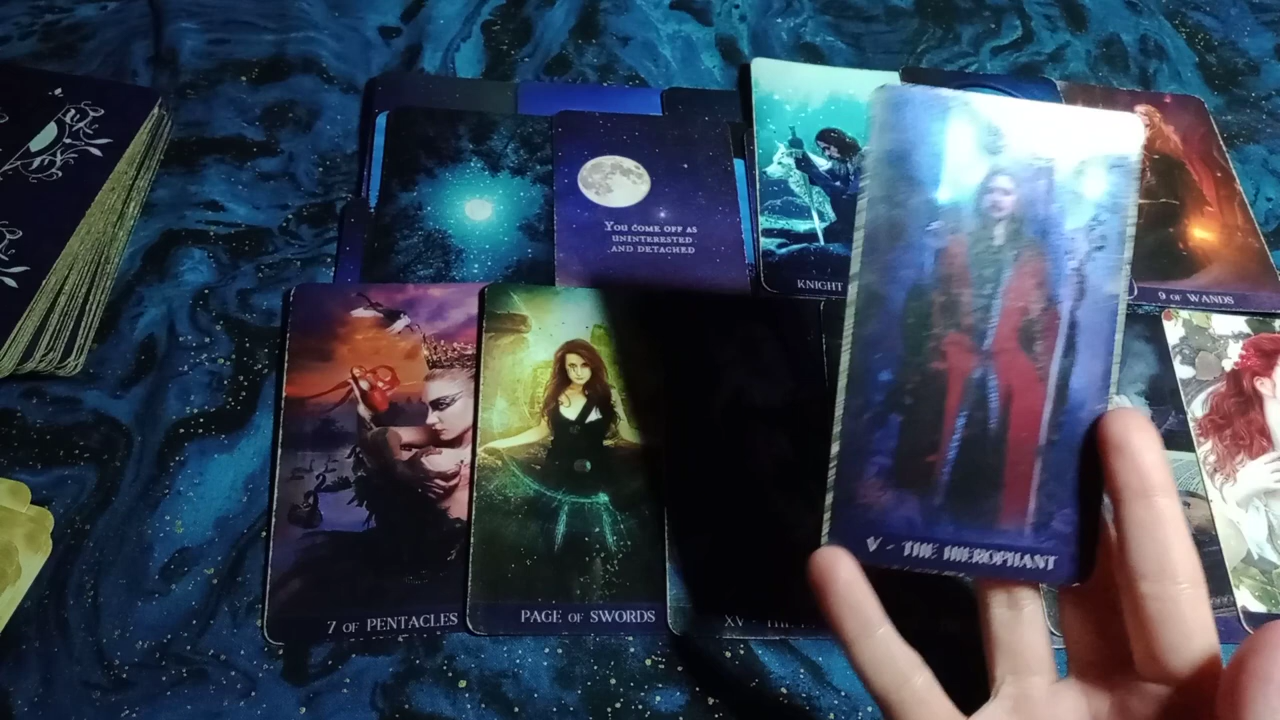 You come off as
uninterested
and detached
Knight
9 of Wands
V - The Hierophant
7 of Pentacles
Page of Swords
XV - The